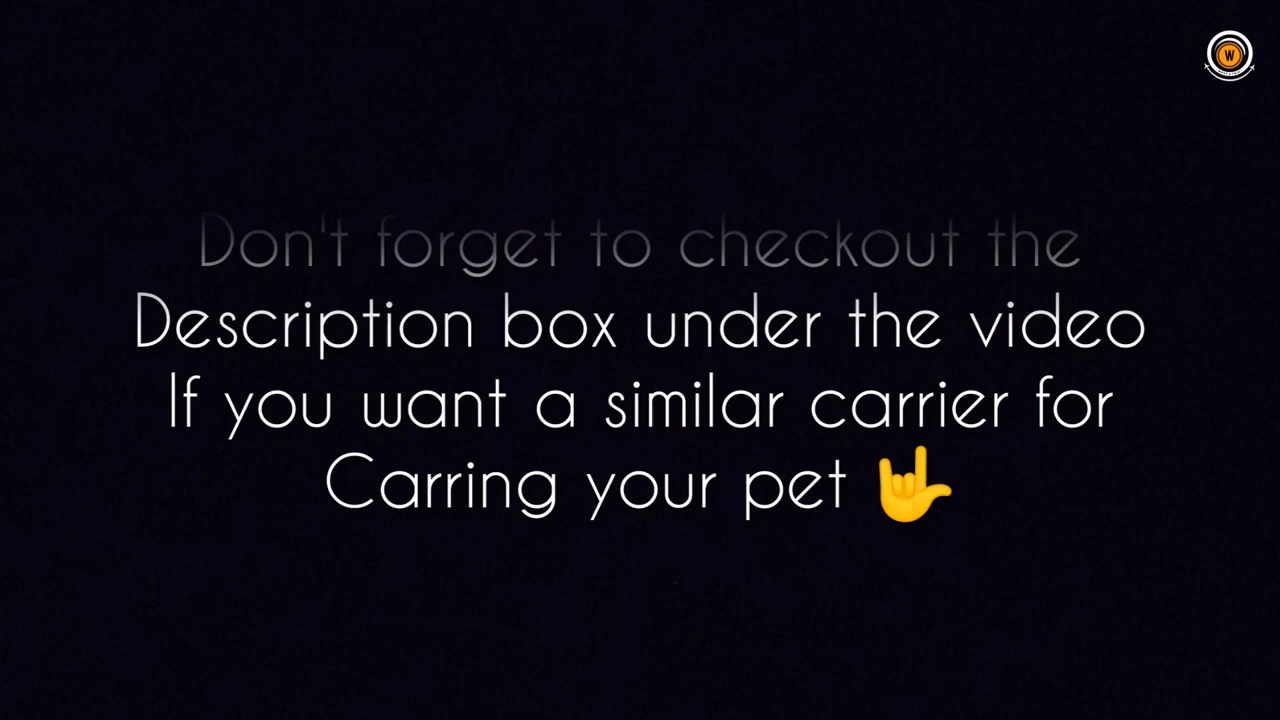 Don't forget to checkout the
Description box under the video
If you want a similar carrier for
Carring your pet 🤟
W